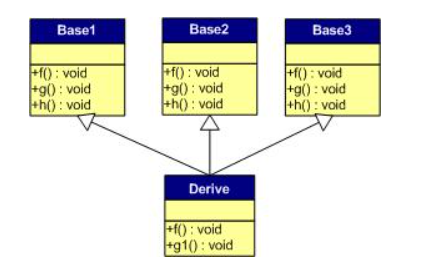 Base1
Base2
Base3
+f() : void
+g() : void
+h() : void
+f() : void
+g() : void
+h() : void
+f() : void
+g() : void
+h() : void
Derive
+f() : void
+g1() : void